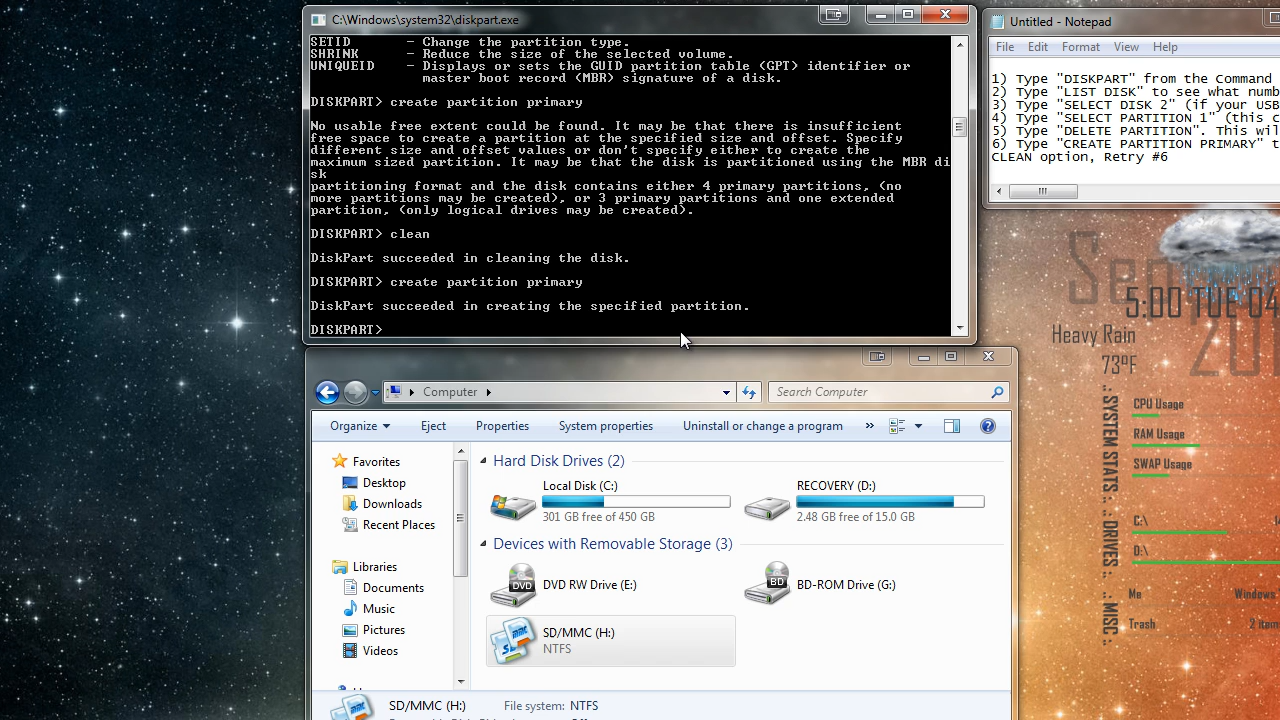 C:\Windows\system32\diskpart.exe
SETID - Change the partition type.
SHRINK - Reduce the size of the selected volume.
UNIQUEID - Displays or sets the GUID partition table (GPT) identifier or
master boot record (MBR) signature of a disk.
DISKPART> create partition primary
No usable free extent could be found. It may be that there is insufficient
free space to create a partition at the specified size and offset. Specify
different size and offset values or don't specify either to create the
maximum sized partition. It may be that the disk is partitioned using the MBR di
sk
partitioning format and the disk contains either 4 primary partitions, (no
more partitions may be created), or 3 primary partitions and one extended
partition, (only logical drives may be created).
DISKPART> clean
DiskPart succeeded in cleaning the disk.
DISKPART> create partition primary
DiskPart succeeded in creating the specified partition.
DISKPART>
Untitled - Notepad
File Edit Format View Help
1) Type "DISKPART" from the Command
2) Type "LIST DISK" to see what numb
3) Type "SELECT DISK 2" (if your USB
4) Type "SELECT PARTITION 1" (this c
5) Type "DELETE PARTITION". This wil
6) Type "CREATE PARTITION PRIMARY" t
CLEAN option, Retry #6
5:00 TUE 04
Heavy Rain
73°F
.: SYSTEM STATS :.
CPU Usage
RAM Usage
SWAP Usage
.: DRIVES :.
C:\
D:\
.: MISC :.
Me Windows
Trash 2 item
Computer
Search Computer
Organize Eject Properties System properties Uninstall or change a program »
Favorites
Desktop
Downloads
Recent Places
Libraries
Documents
Music
Pictures
Videos
Hard Disk Drives (2)
Local Disk (C:)
301 GB free of 450 GB
RECOVERY (D:)
2.48 GB free of 15.0 GB
Devices with Removable Storage (3)
DVD
DVD RW Drive (E:)
BD
BD-ROM Drive (G:)
SD/MMC (H:)
NTFS
SD/MMC (H:) File system: NTFS